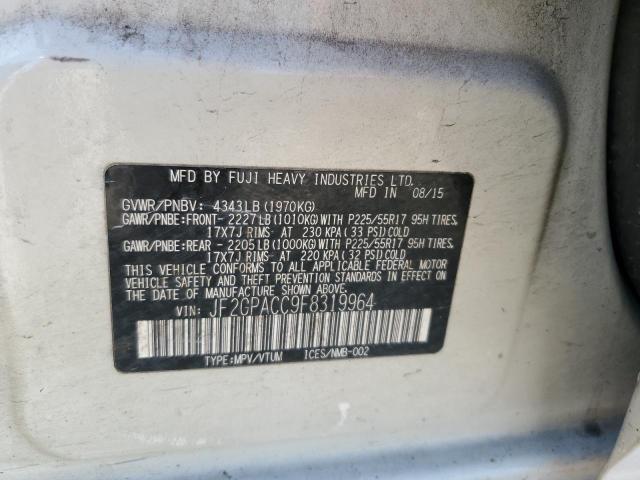 MFD BY FUJI HEAVY INDUSTRIES LTD.
MFD IN 08/15
GVWR/PNBV: 4343LB(1970KG)
GAWR/PNBE:FRONT- 2227LB(1010KG)WITH P225/55R17 95H TIRES,
17X7J RIMS- AT 230 KPA( 33 PSI)COLD
GAWR/PNBE:REAR - 2205LB(1000KG)WITH P225/55R17 95H TIRES,
17X7J RIMS- AT 220 KPA( 32 PSI)COLD
THIS VEHICLE CONFORMS TO ALL APPLICABLE FEDERAL MOTOR
VEHICLE SAFETY AND THEFT PREVENTION STANDARDS IN EFFECT ON
THE DATE OF MANUFACTURE SHOWN ABOVE.
VIN: JF2GPACC9F8319964
TYPE:MPV/VTUM ICES/NMB-002